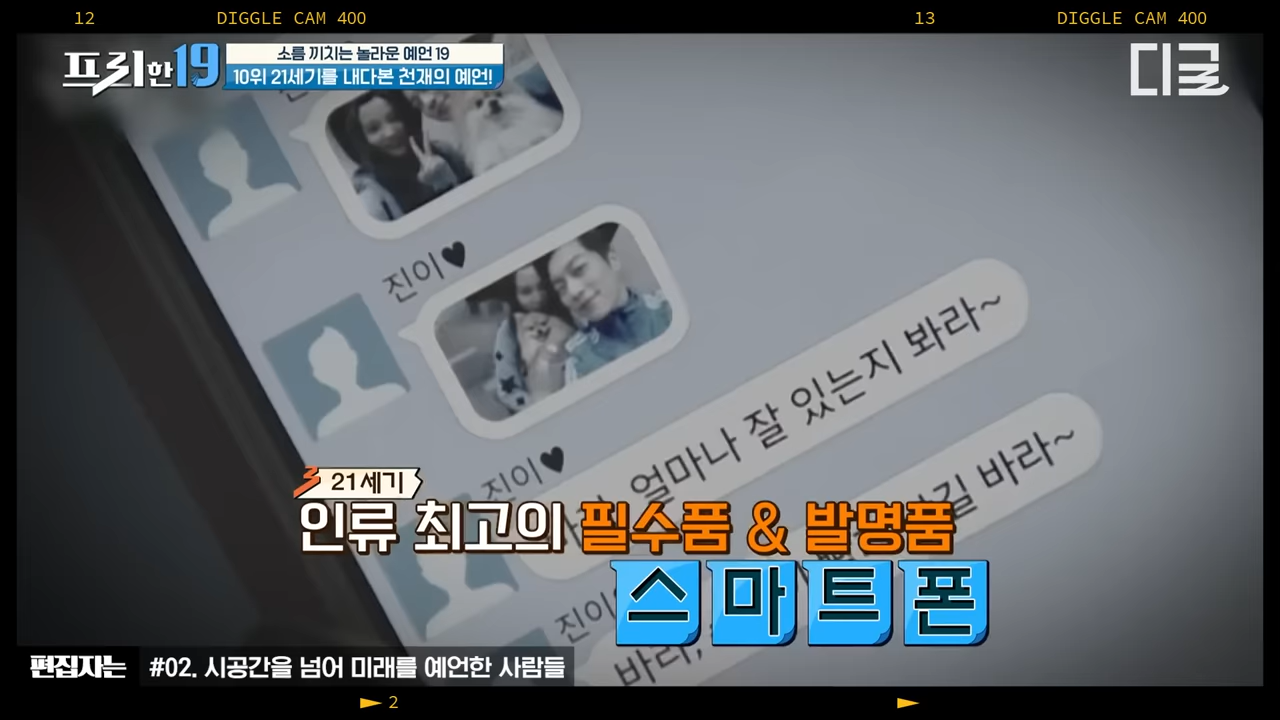 12 DIGGLE CAM 400 13 DIGGLE CAM 400
프리한19
소름 끼치는 놀라운 예언 19
10위 21세기를 내다본 천재의 예언!
디글
진이♥
진이♥
얼마나 잘 있는지 봐라~
바라~
21세기
인류 최고의 필수품 & 발명품
스마트폰
진이
바라,
편집자는 #02. 시공간을 넘어 미래를 예언한 사람들
2